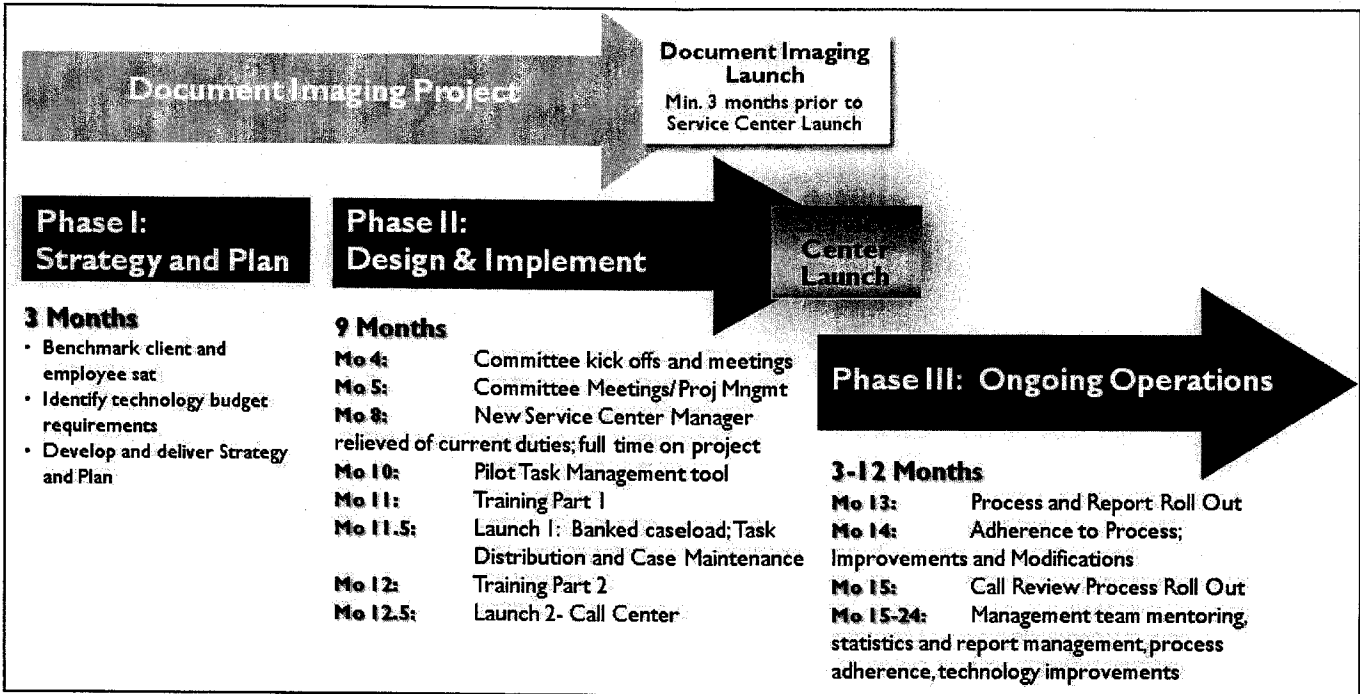 Document Imaging Project
Document Imaging
Launch
Min. 3 months prior to
Service Center Launch
Phase I:
Strategy and Plan
Phase II:
Design & Implement
Center
Launch
3 Months
• Benchmark client and
employee sat
• Identify technology budget
requirements
• Develop and deliver Strategy
and Plan
9 Months
Mo 4: Committee kick offs and meetings
Mo 5: Committee Meetings/Proj Mngmt
Mo 8: New Service Center Manager
relieved of current duties; full time on project
Mo 10: Pilot Task Management tool
Mo 11: Training Part 1
Mo 11.5: Launch 1: Banked caseload; Task
Distribution and Case Maintenance
Mo 12: Training Part 2
Mo 12.5: Launch 2- Call Center
Phase III: Ongoing Operations
3-12 Months
Mo 13: Process and Report Roll Out
Mo 14: Adherence to Process;
Improvements and Modifications
Mo 15: Call Review Process Roll Out
Mo 15-24: Management team mentoring,
statistics and report management, process
adherence, technology improvements